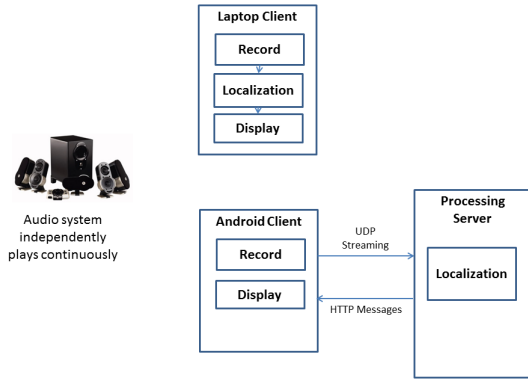 Laptop Client
Record
Localization
Display
Audio system
independently
plays continuously
Android Client
Record
Display
UDP
Streaming
HTTP Messages
Processing
Server
Localization